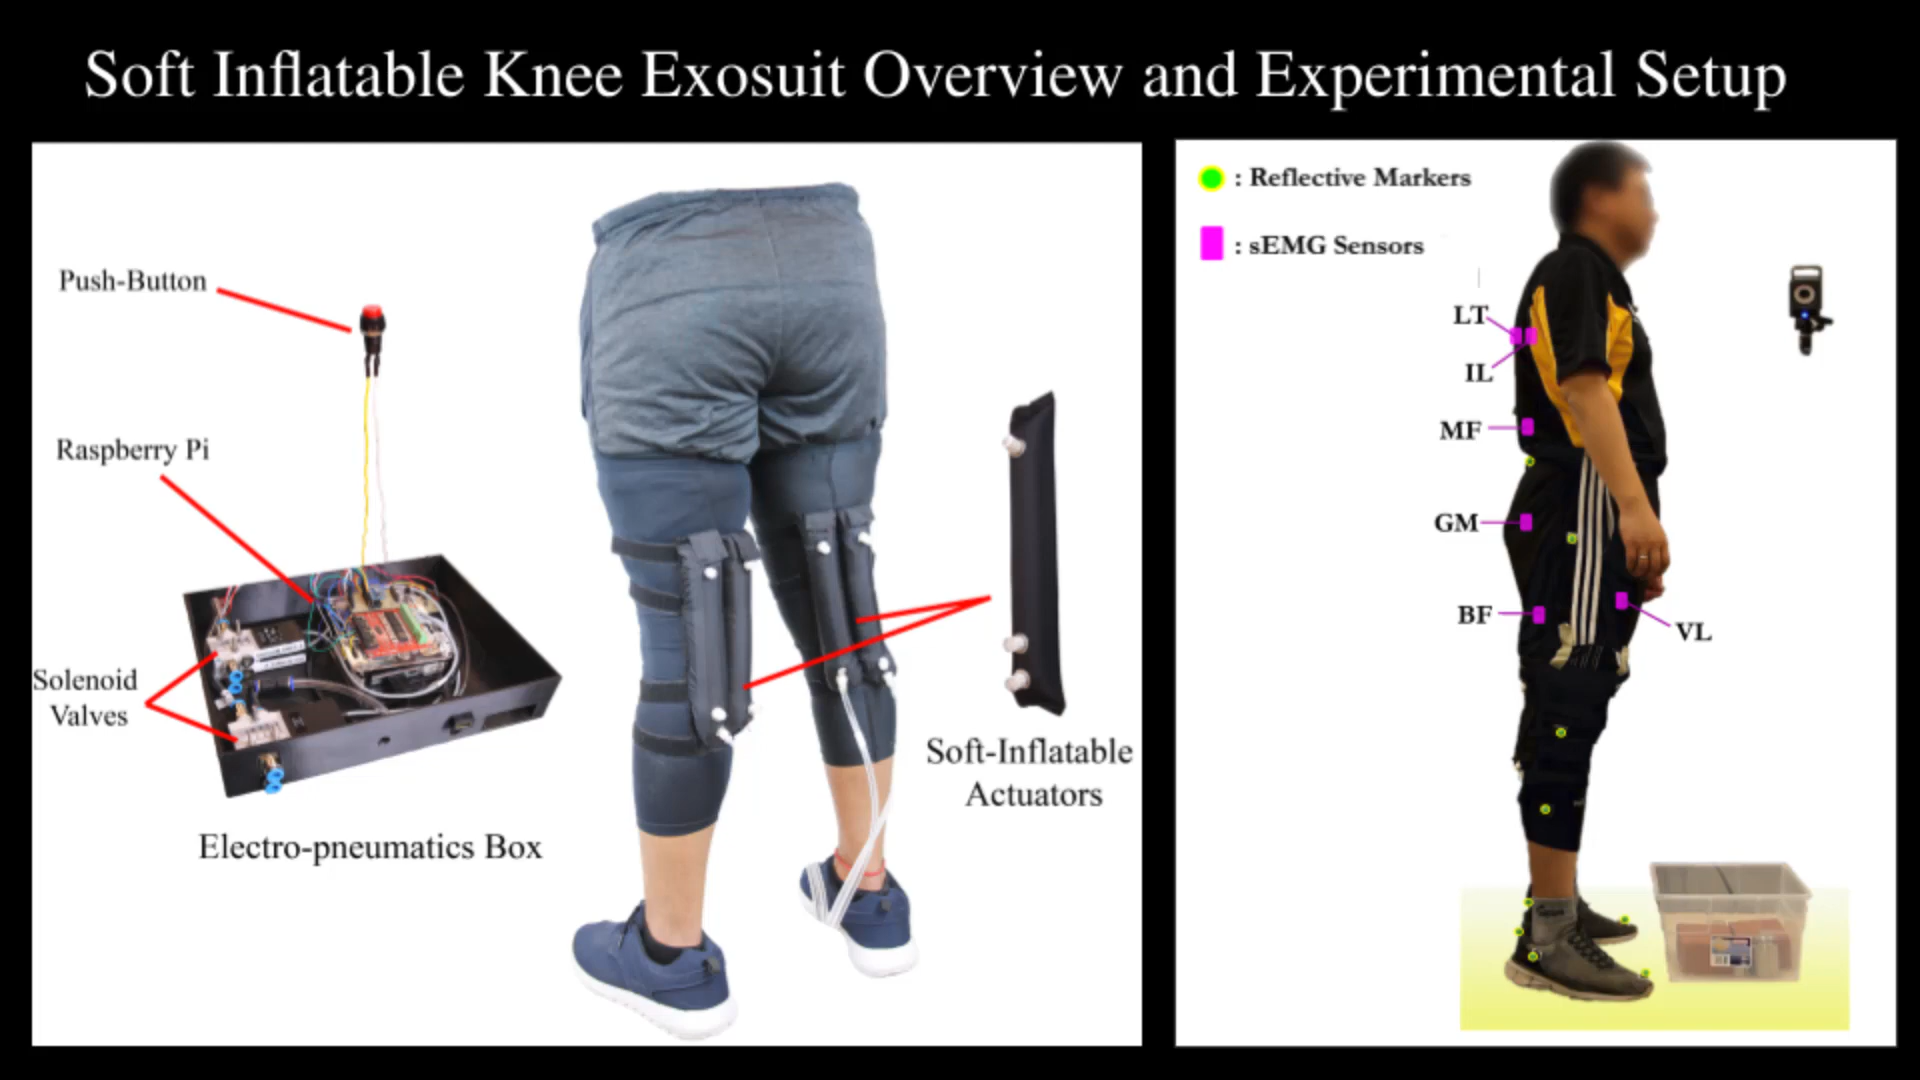 Soft Inflatable Knee Exosuit Overview and Experimental Setup
Push-Button
Raspberry Pi
Solenoid
Valves
Electro-pneumatics Box
Soft-Inflatable
Actuators
: Reflective Markers
: sEMG Sensors
LT
IL
MF
GM
BF
VL